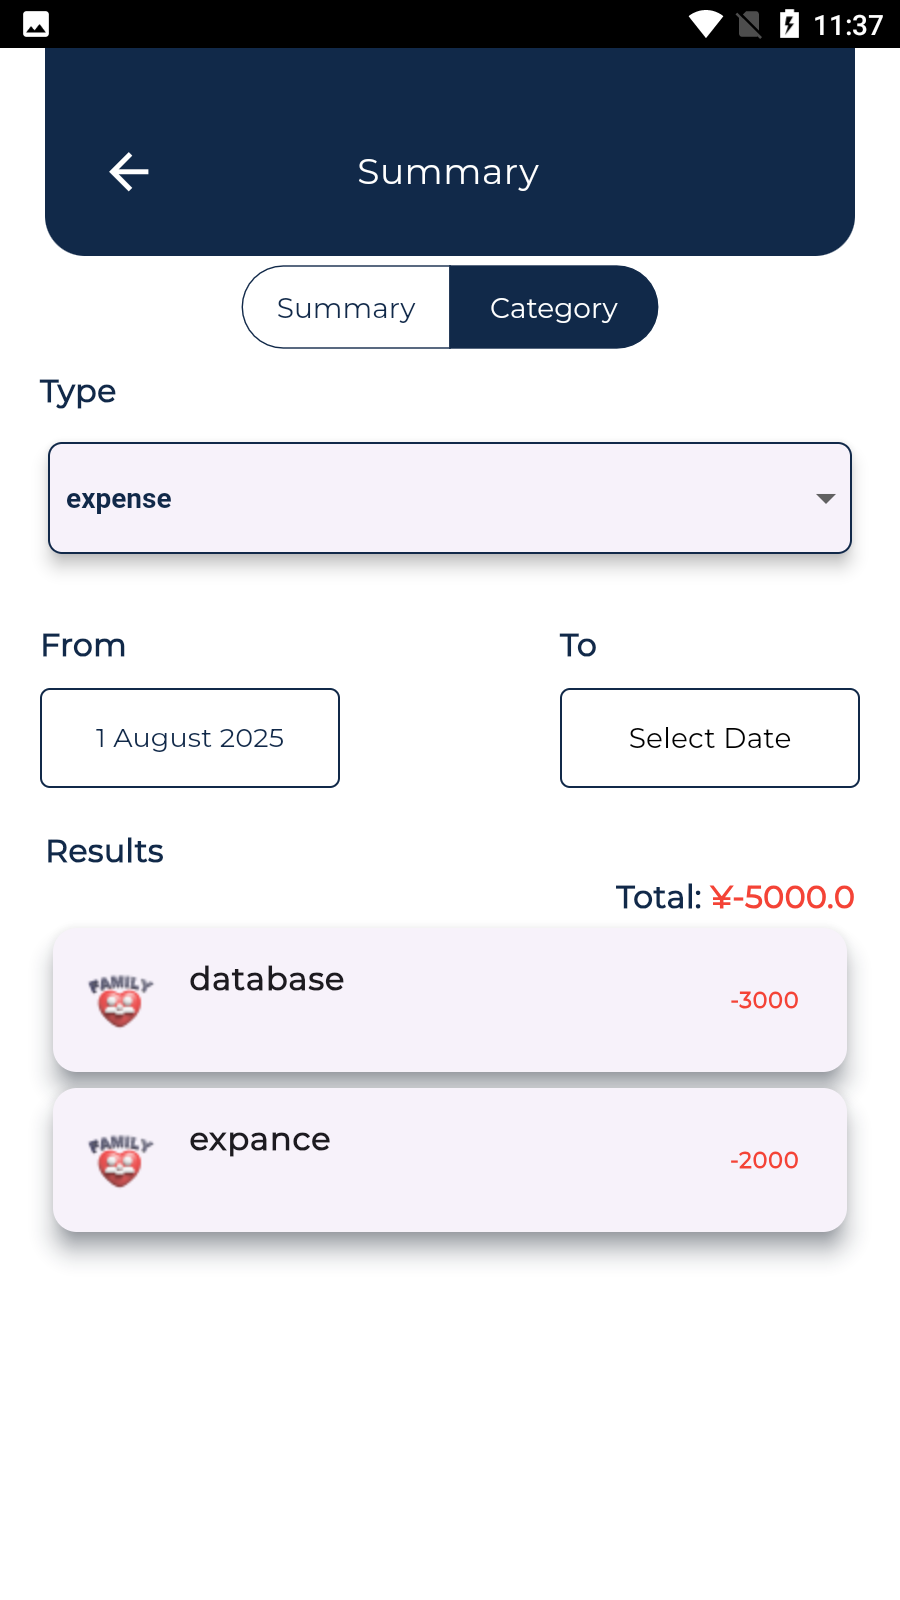 11:37
Summary
Summary
Category
Type
expense
From
To
1 August 2025
Select Date
Results
Total: ¥-5000.0
FAMILY
database
-3000
FAMILY
expance
-2000